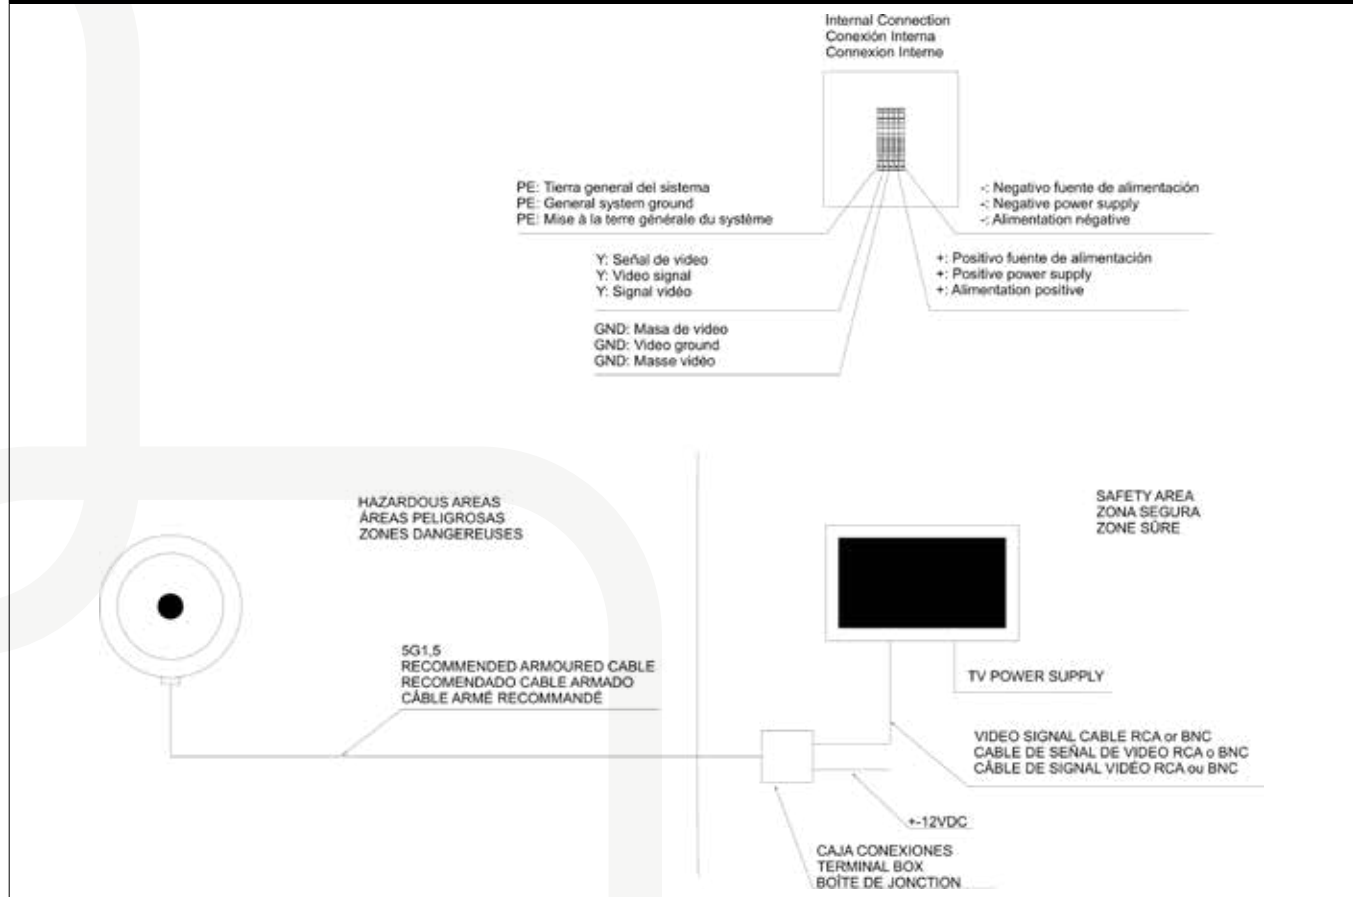 Internal Connection
Conexión Interna
Connexion Interne
PE: Tierra general del sistema
PE: General system ground
PE: Mise à la terre générale du système
-: Negativo fuente de alimentación
-: Negative power supply
-: Alimentation négative
Y: Señal de video
Y: Video signal
Y: Signal vidéo
+: Positivo fuente de alimentación
+: Positive power supply
+: Alimentation positive
GND: Masa de video
GND: Video ground
GND: Masse vidéo
HAZARDOUS AREAS
ÁREAS PELIGROSAS
ZONES DANGEREUSES
SAFETY AREA
ZONA SEGURA
ZONE SÛRE
5G1,5
RECOMMENDED ARMOURED CABLE
RECOMENDADO CABLE ARMADO
CÂBLE ARMÉ RECOMMANDÉ
TV POWER SUPPLY
VIDEO SIGNAL CABLE RCA or BNC
CABLE DE SEÑAL DE VIDEO RCA o BNC
CÂBLE DE SIGNAL VIDÉO RCA ou BNC
+-12VDC
CAJA CONEXIONES
TERMINAL BOX
BOÎTE DE JONCTION